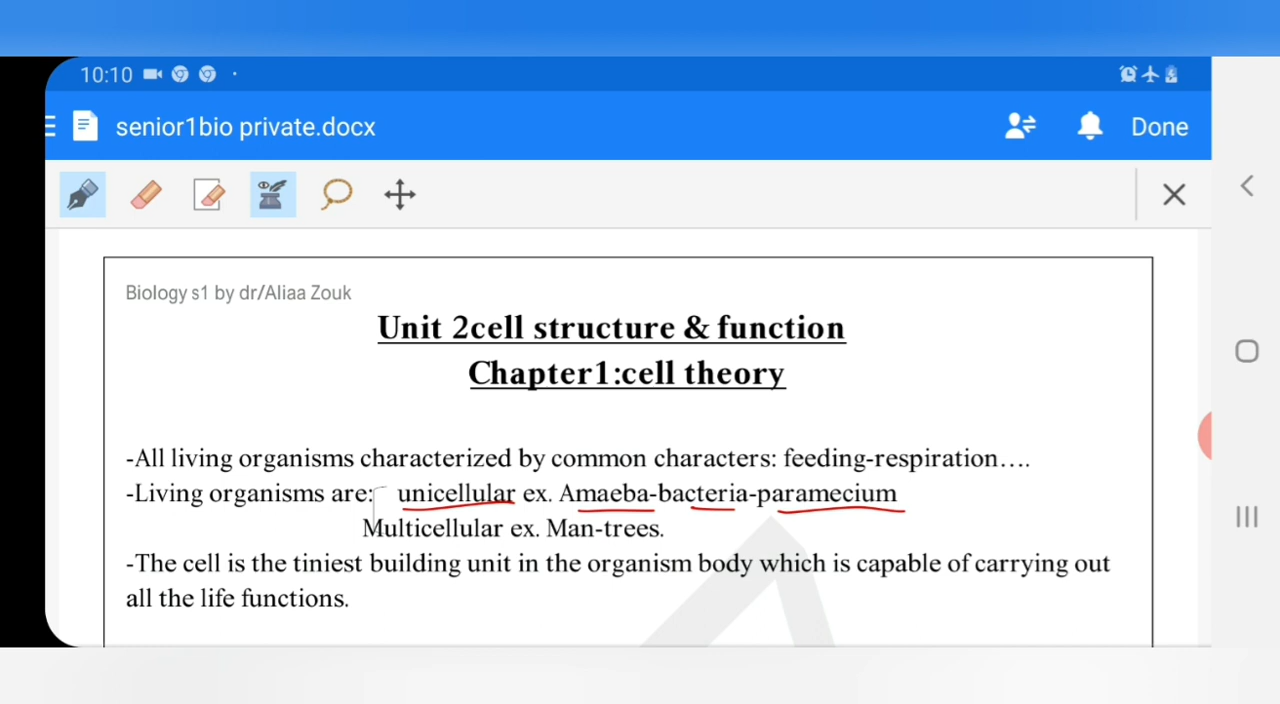 10:10
senior1bio private.docx
Done
Biology s1 by dr/Aliaa Zouk
Unit 2cell structure & function
Chapter1:cell theory
-All living organisms characterized by common characters: feeding-respiration….
-Living organisms are: unicellular ex. Amaeba-bacteria-paramecium
Multicellular ex. Man-trees.
-The cell is the tiniest building unit in the organism body which is capable of carrying out
all the life functions.